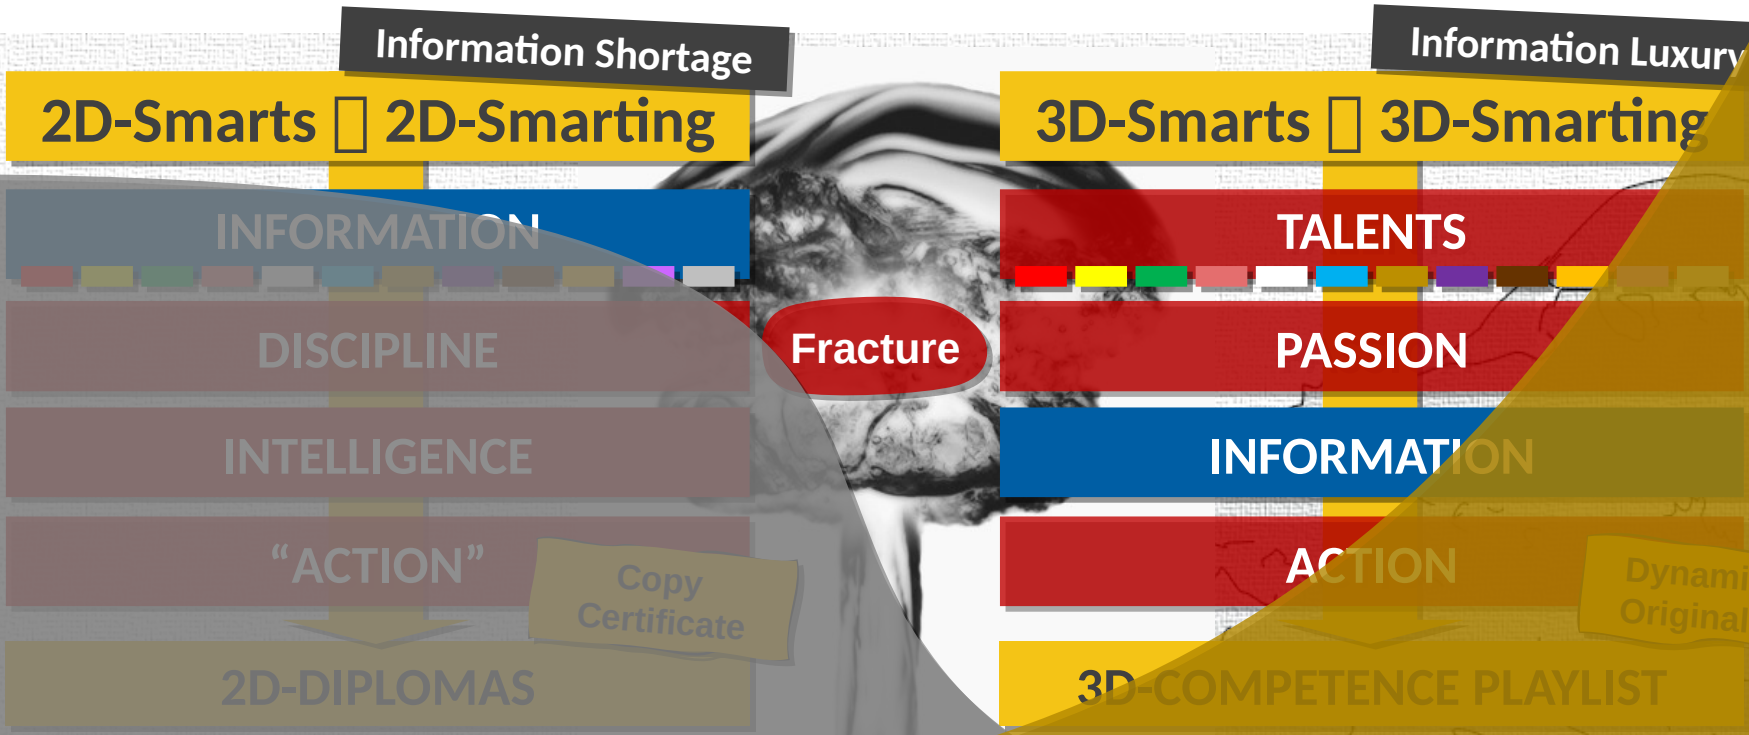 Information Shortage
2D-Smarts 2D-Smarting
INFORMATION
DISCIPLINE
INTELLIGENCE
“ACTION”
Copy
Certificate
2D-DIPLOMAS
Fracture
Information Luxury
3D-Smarts 3D-Smarting
TALENTS
PASSION
INFORMATION
ACTION
Dynami
Original
3D-COMPETENCE PLAYLIST